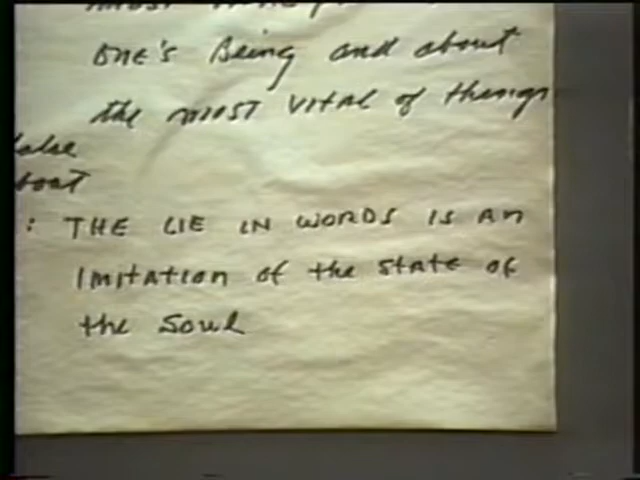 one's Being and about
the most vital of things
boat
: THE LIE IN WORDS IS AN
Imitation of the state of
the Soul